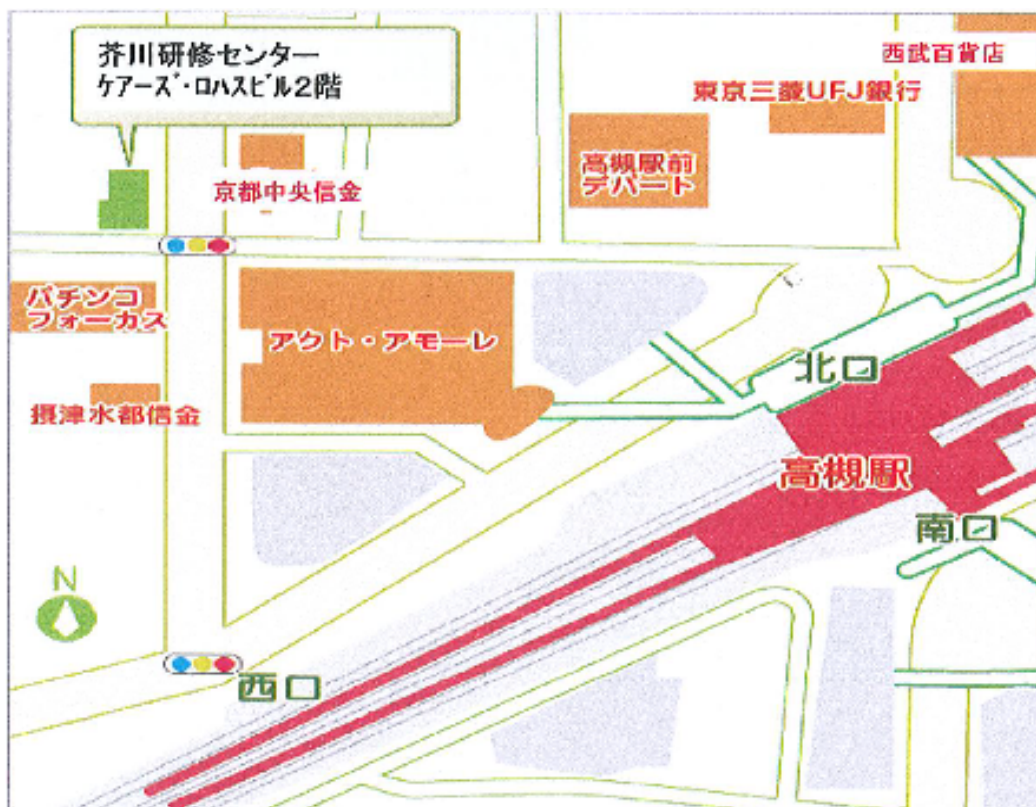 芥川研修センター
ケアーズ・ロハスビル2階
西武百貨店
東京三菱UFJ銀行
高槻駅前
デパート
京都中央信金
パチンコ
フォーカス
アクト・アモーレ
北口
摂津水都信金
高槻駅
南口
N
西口